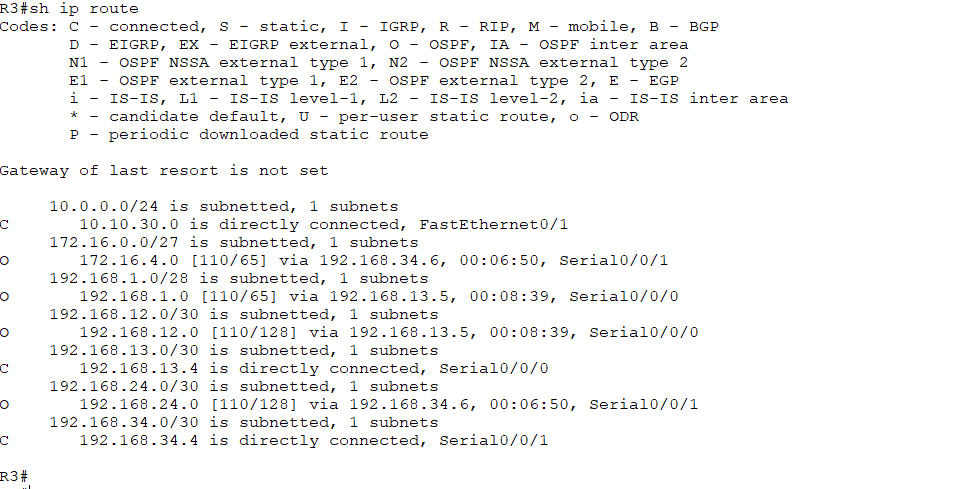 R3#sh ip route
Codes: C - connected, S - static, I - IGRP, R - RIP, M - mobile, B - BGP
D - EIGRP, EX - EIGRP external, O - OSPF, IA - OSPF inter area
N1 - OSPF NSSA external type 1, N2 - OSPF NSSA external type 2
E1 - OSPF external type 1, E2 - OSPF external type 2, E - EGP
i - IS-IS, L1 - IS-IS level-1, L2 - IS-IS level-2, ia - IS-IS inter area
* - candidate default, U - per-user static route, o - ODR
P - periodic downloaded static route
Gateway of last resort is not set
10.0.0.0/24 is subnetted, 1 subnets
C 10.10.30.0 is directly connected, FastEthernet0/1
172.16.0.0/27 is subnetted, 1 subnets
O 172.16.4.0 [110/65] via 192.168.34.6, 00:06:50, Serial0/0/1
192.168.1.0/28 is subnetted, 1 subnets
O 192.168.1.0 [110/65] via 192.168.13.5, 00:08:39, Serial0/0/0
192.168.12.0/30 is subnetted, 1 subnets
O 192.168.12.0 [110/128] via 192.168.13.5, 00:08:39, Serial0/0/0
192.168.13.0/30 is subnetted, 1 subnets
C 192.168.13.4 is directly connected, Serial0/0/0
192.168.24.0/30 is subnetted, 1 subnets
O 192.168.24.0 [110/128] via 192.168.34.6, 00:06:50, Serial0/0/1
192.168.34.0/30 is subnetted, 1 subnets
C 192.168.34.4 is directly connected, Serial0/0/1
R3#